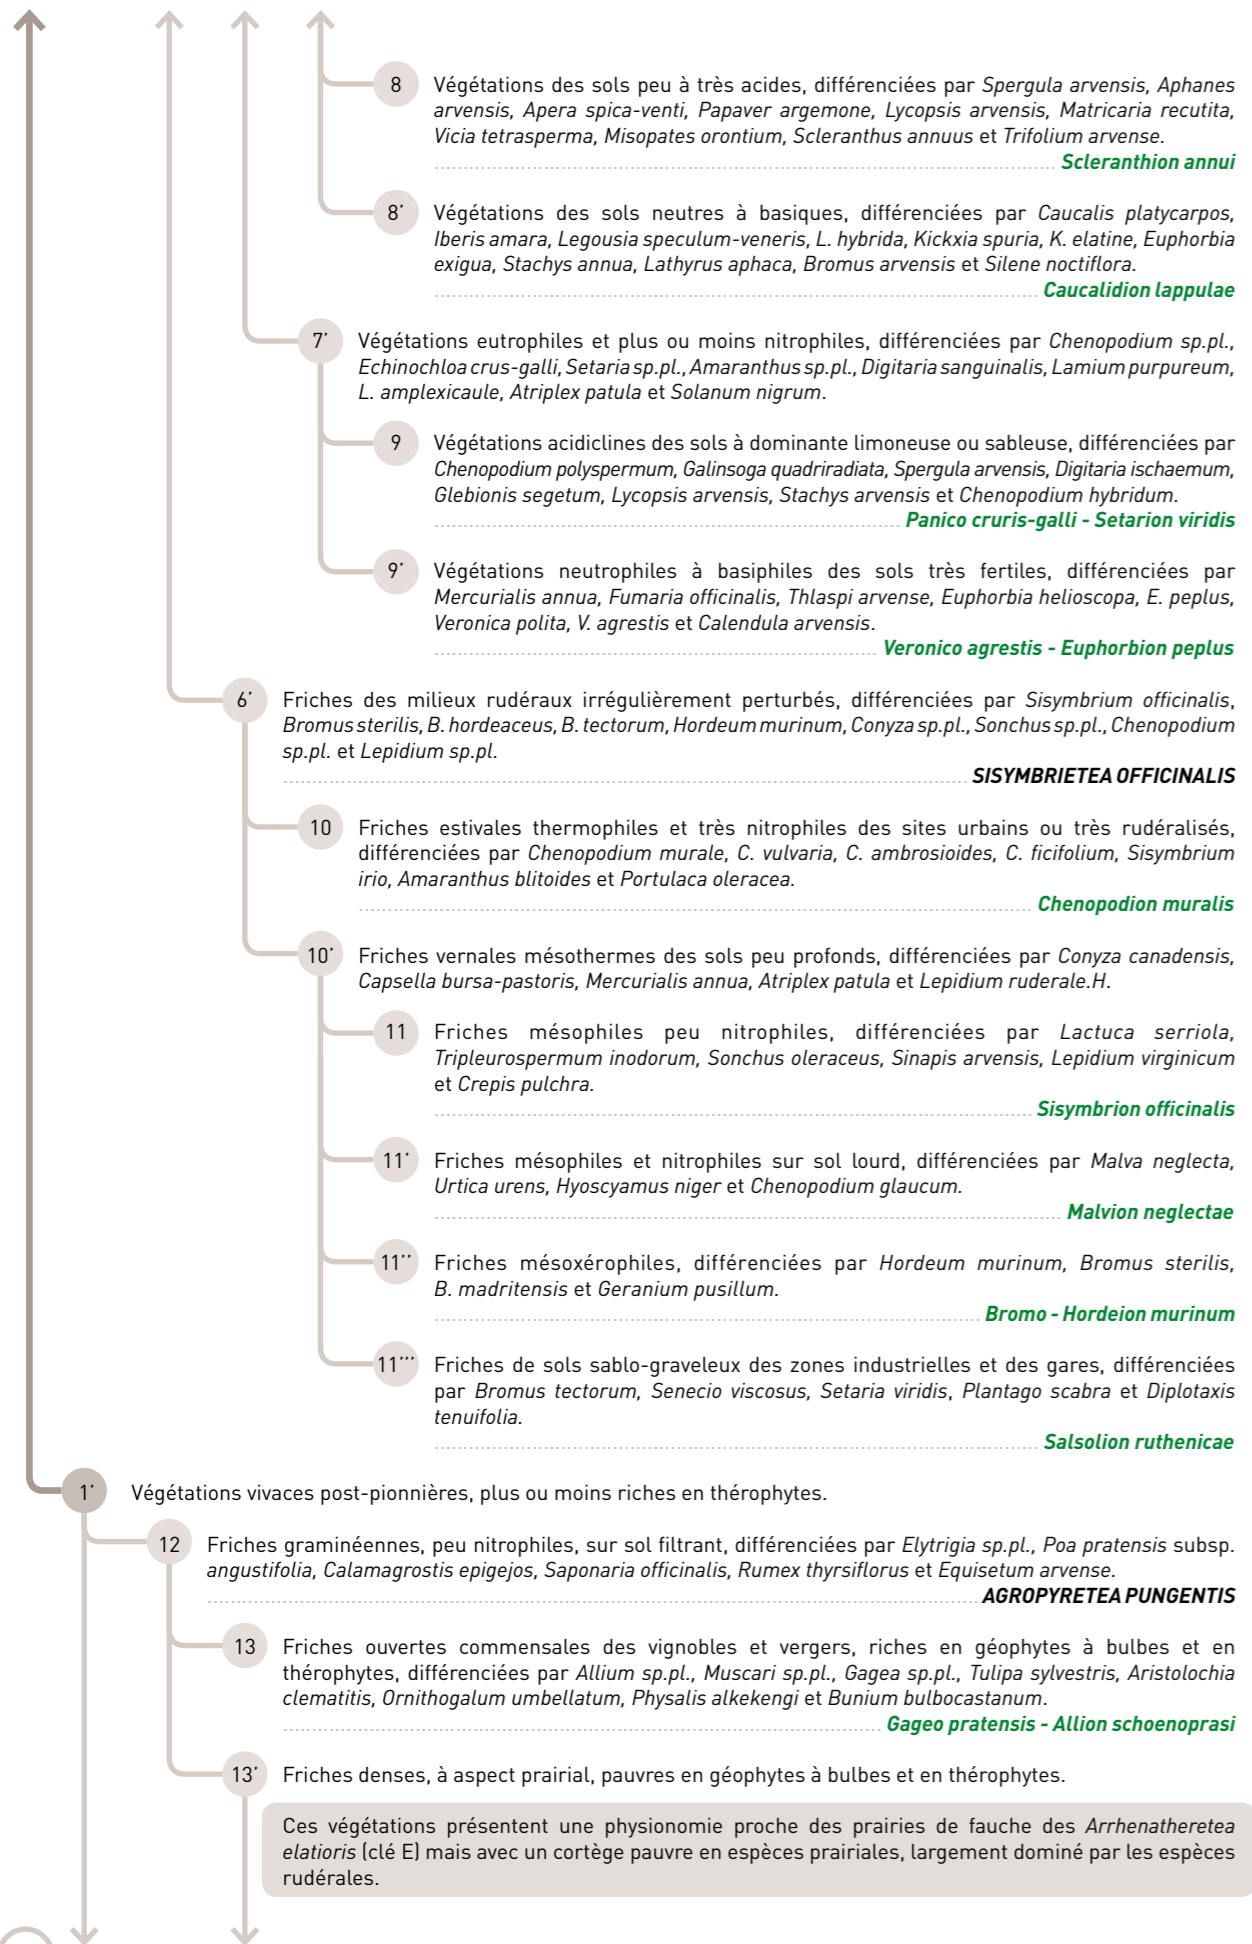 8 Végétations des sols peu à très acides, différenciées par Spergula arvensis, Aphanes
arvensis, Apera spica-venti, Papaver argemone, Lycopsis arvensis, Matricaria recutita,
Vicia tetrasperma, Misopates orontium, Scleranthus annuus et Trifolium arvense.
Scleranthion annui
8’ Végétations des sols neutres à basiques, différenciées par Caucalis platycarpos,
Iberis amara, Legousia speculum-veneris, L. hybrida, Kickxia spuria, K. elatine, Euphorbia
exigua, Stachys annua, Lathyrus aphaca, Bromus arvensis et Silene noctiflora.
Caucalidion lappulae
7’ Végétations eutrophiles et plus ou moins nitrophiles, différenciées par Chenopodium sp.pl.,
Echinochloa crus-galli, Setaria sp.pl., Amaranthus sp.pl., Digitaria sanguinalis, Lamium purpureum,
L. amplexicaule, Atriplex patula et Solanum nigrum.
9 Végétations acidiclines des sols à dominante limoneuse ou sableuse, différenciées par
Chenopodium polyspermum, Galinsoga quadriradiata, Spergula arvensis, Digitaria ischaemum,
Glebionis segetum, Lycopsis arvensis, Stachys arvensis et Chenopodium hybridum.
Panico cruris-galli - Setarion viridis
9’ Végétations neutrophiles à basiphiles des sols très fertiles, différenciées par
Mercurialis annua, Fumaria officinalis, Thlaspi arvense, Euphorbia helioscopa, E. peplus,
Veronica polita, V. agrestis et Calendula arvensis.
Veronico agrestis - Euphorbion peplus
6’ Friches des milieux rudéraux irrégulièrement perturbés, différenciées par Sisymbrium officinalis,
Bromus sterilis, B. hordeaceus, B. tectorum, Hordeum murinum, Conyza sp.pl., Sonchus sp.pl., Chenopodium
sp.pl. et Lepidium sp.pl.
SISYMBRIETEA OFFICINALIS
10 Friches estivales thermophiles et très nitrophiles des sites urbains ou très rudéralisés,
différenciées par Chenopodium murale, C. vulvaria, C. ambrosioides, C. ficifolium, Sisymbrium
irio, Amaranthus blitoides et Portulaca oleracea.
Chenopodion muralis
10’ Friches vernales mésothermes des sols peu profonds, différenciées par Conyza canadensis,
Capsella bursa-pastoris, Mercurialis annua, Atriplex patula et Lepidium ruderale.H.
11 Friches mésophiles peu nitrophiles, différenciées par Lactuca serriola,
Tripleurospermum inodorum, Sonchus oleraceus, Sinapis arvensis, Lepidium virginicum
et Crepis pulchra.
Sisymbrion officinalis
11’ Friches mésophiles et nitrophiles sur sol lourd, différenciées par Malva neglecta,
Urtica urens, Hyoscyamus niger et Chenopodium glaucum.
Malvion neglectae
11’’ Friches mésoxérophiles, différenciées par Hordeum murinum, Bromus sterilis,
B. madritensis et Geranium pusillum.
Bromo - Hordeion murinum
11’’’ Friches de sols sablo-graveleux des zones industrielles et des gares, différenciées
par Bromus tectorum, Senecio viscosus, Setaria viridis, Plantago scabra et Diplotaxis
tenuifolia.
Salsolion ruthenicae
1’ Végétations vivaces post-pionnières, plus ou moins riches en thérophytes.
12 Friches graminéennes, peu nitrophiles, sur sol filtrant, différenciées par Elytrigia sp.pl., Poa pratensis subsp.
angustifolia, Calamagrostis epigejos, Saponaria officinalis, Rumex thyrsiflorus et Equisetum arvense.
AGROPYRETEA PUNGENTIS
13 Friches ouvertes commensales des vignobles et vergers, riches en géophytes à bulbes et en
thérophytes, différenciées par Allium sp.pl., Muscari sp.pl., Gagea sp.pl., Tulipa sylvestris, Aristolochia
clematitis, Ornithogalum umbellatum, Physalis alkekengi et Bunium bulbocastanum.
Gageo pratensis - Allion schoenoprasi
13’ Friches denses, à aspect prairial, pauvres en géophytes à bulbes et en thérophytes.
Ces végétations présentent une physionomie proche des prairies de fauche des Arrhenatheretea
elatioris (clé E) mais avec un cortège pauvre en espèces prairiales, largement dominé par les espèces
rudérales.